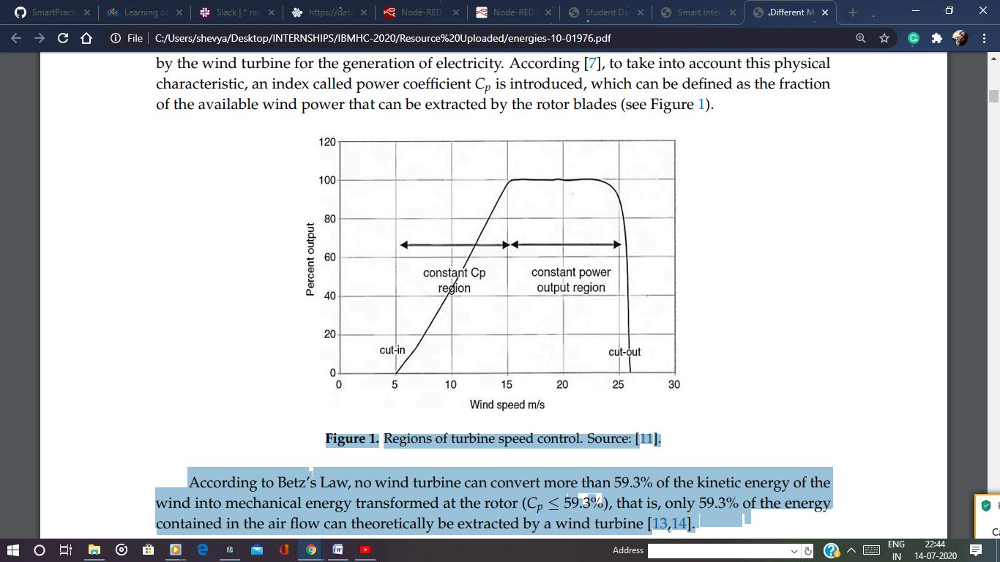 SmartPract
Learning o
Slack | * ran
https://data
Node-RED
Node-RED
Student Da
Smart Inter
Different M
File C:/Users/shevya/Desktop/INTERNSHIPS/IBMHC-2020/Resource%20Uploaded/energies-10-01976.pdf
by the wind turbine for the generation of electricity. According [7], to take into account this physical
characteristic, an index called power coefficient Cp is introduced, which can be defined as the fraction
of the available wind power that can be extracted by the rotor blades (see Figure 1).
120
100
80
60
40
20
0
Percent output
constant Cp
region
constant power
output region
cut-in
cut-out
0 5 10 15 20 25 30
Wind speed m/s
Figure 1. Regions of turbine speed control. Source: [11].
According to Betz's Law, no wind turbine can convert more than 59.3% of the kinetic energy of the
wind into mechanical energy transformed at the rotor (Cp ≤ 59.3%), that is, only 59.3% of the energy
contained in the air flow can theoretically be extracted by a wind turbine [13,14].
Address
ENG
IN
22:44
14-07-2020